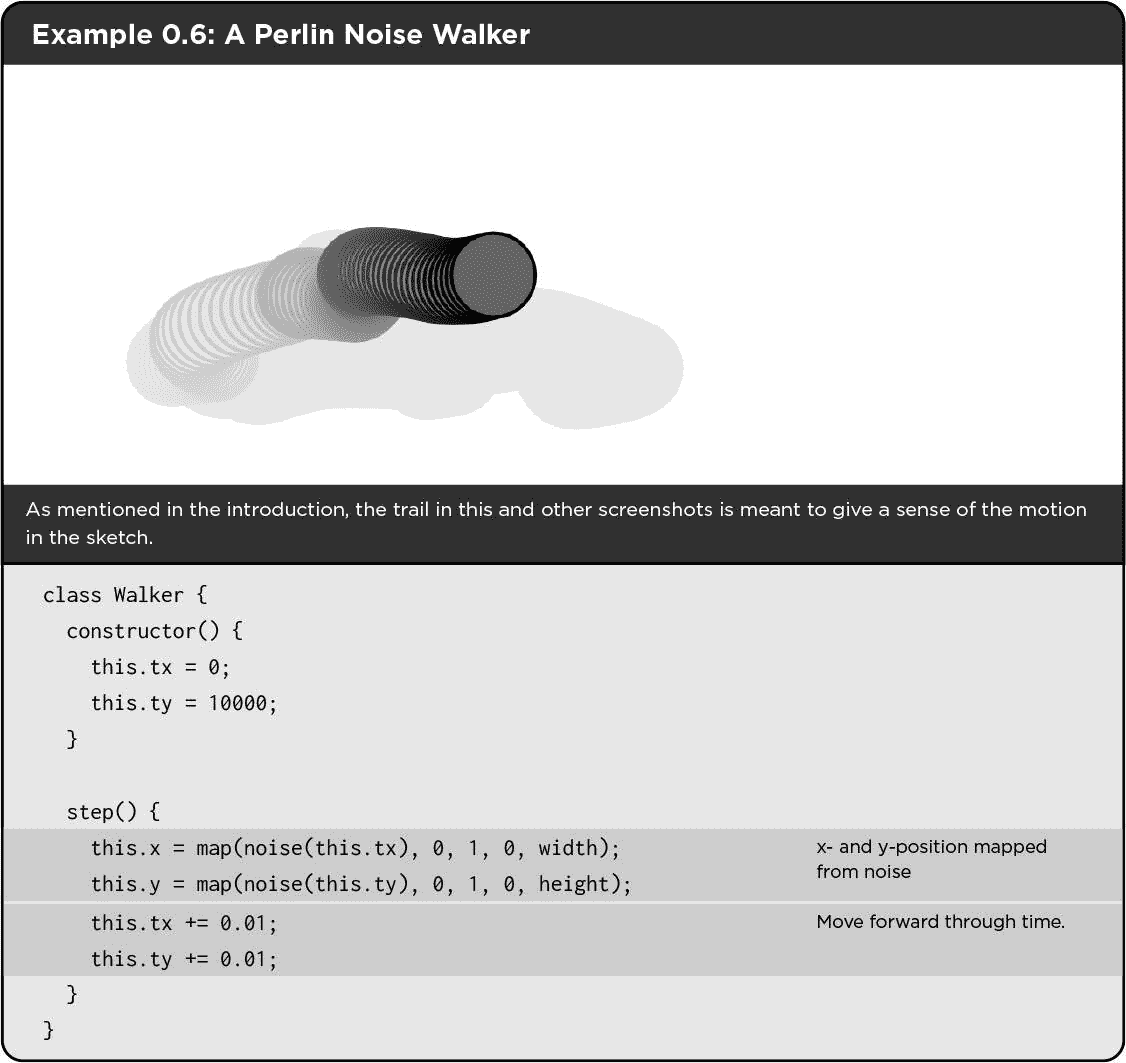 Example 0.6: A Perlin Noise Walker
As mentioned in the introduction, the trail in this and other screenshots is meant to give a sense of the motion
in the sketch.
class Walker {
  constructor() {
    this.tx = 0;
    this.ty = 10000;
  }
  step() {
    this.x = map(noise(this.tx), 0, 1, 0, width);
    this.y = map(noise(this.ty), 0, 1, 0, height);
x- and y-position mapped
from noise
    this.tx += 0.01;
    this.ty += 0.01;
Move forward through time.
  }
}